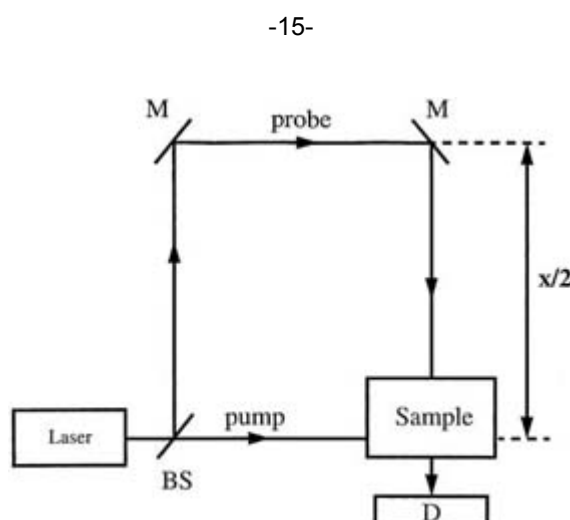 -15-
M
M
probe
x/2
Laser
pump
Sample
BS
D